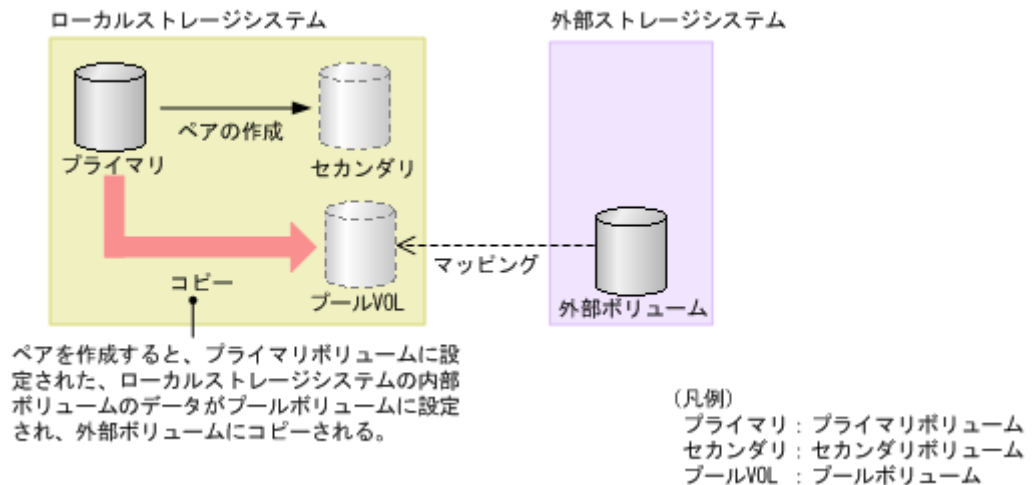 ローカルストレージシステム
外部ストレージシステム
ペアの作成
プライマリ
セカンダリ
マッピング
コピー
プールVOL
外部ボリューム
ペアを作成すると、プライマリボリュームに設
定された、ローカルストレージシステムの内部
ボリュームのデータがプールボリュームに設定
され、外部ボリュームにコピーされる。
(凡例)
プライマリ：プライマリボリューム
セカンダリ：セカンダリボリューム
プールVOL ：プールボリューム